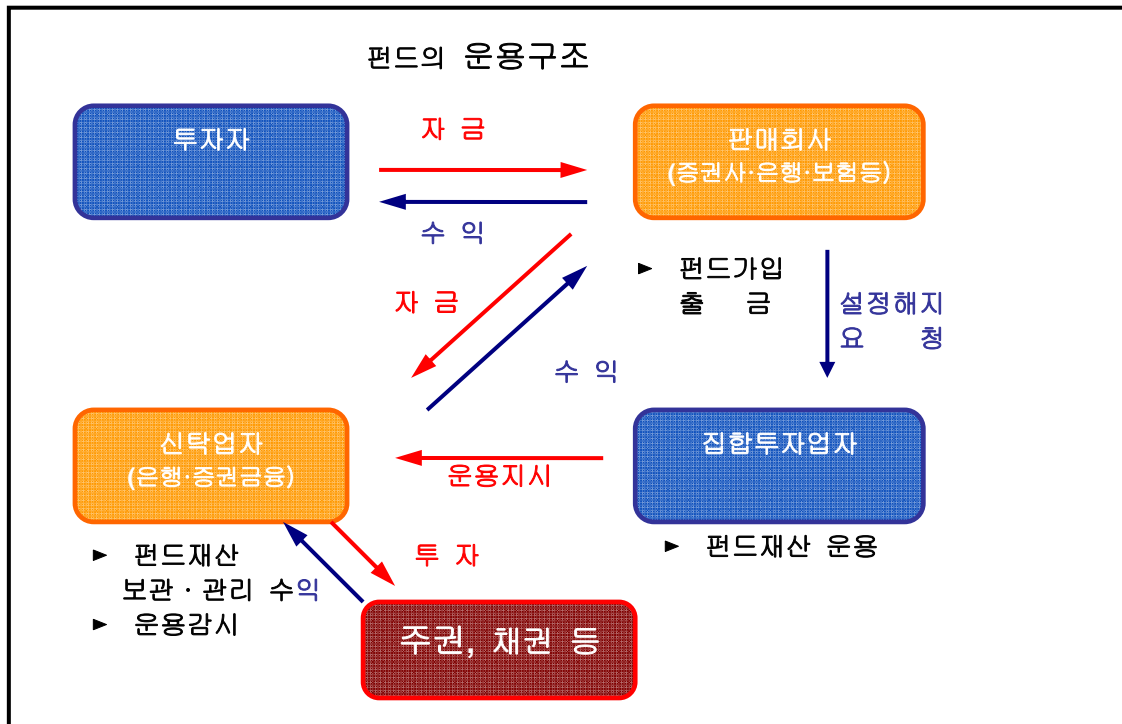 펀드의 운용구조
투자자
자 금
판매회사
(증권사·은행·보험등)
수 익
► 펀드가입
출 금
자 금
설정해지
요 청
수 익
신탁업자
(은행·증권금융)
집합투자업자
운용지시
► 펀드재산
보관 · 관리 수익
► 운용감시
투 자
► 펀드재산 운용
주권, 채권 등